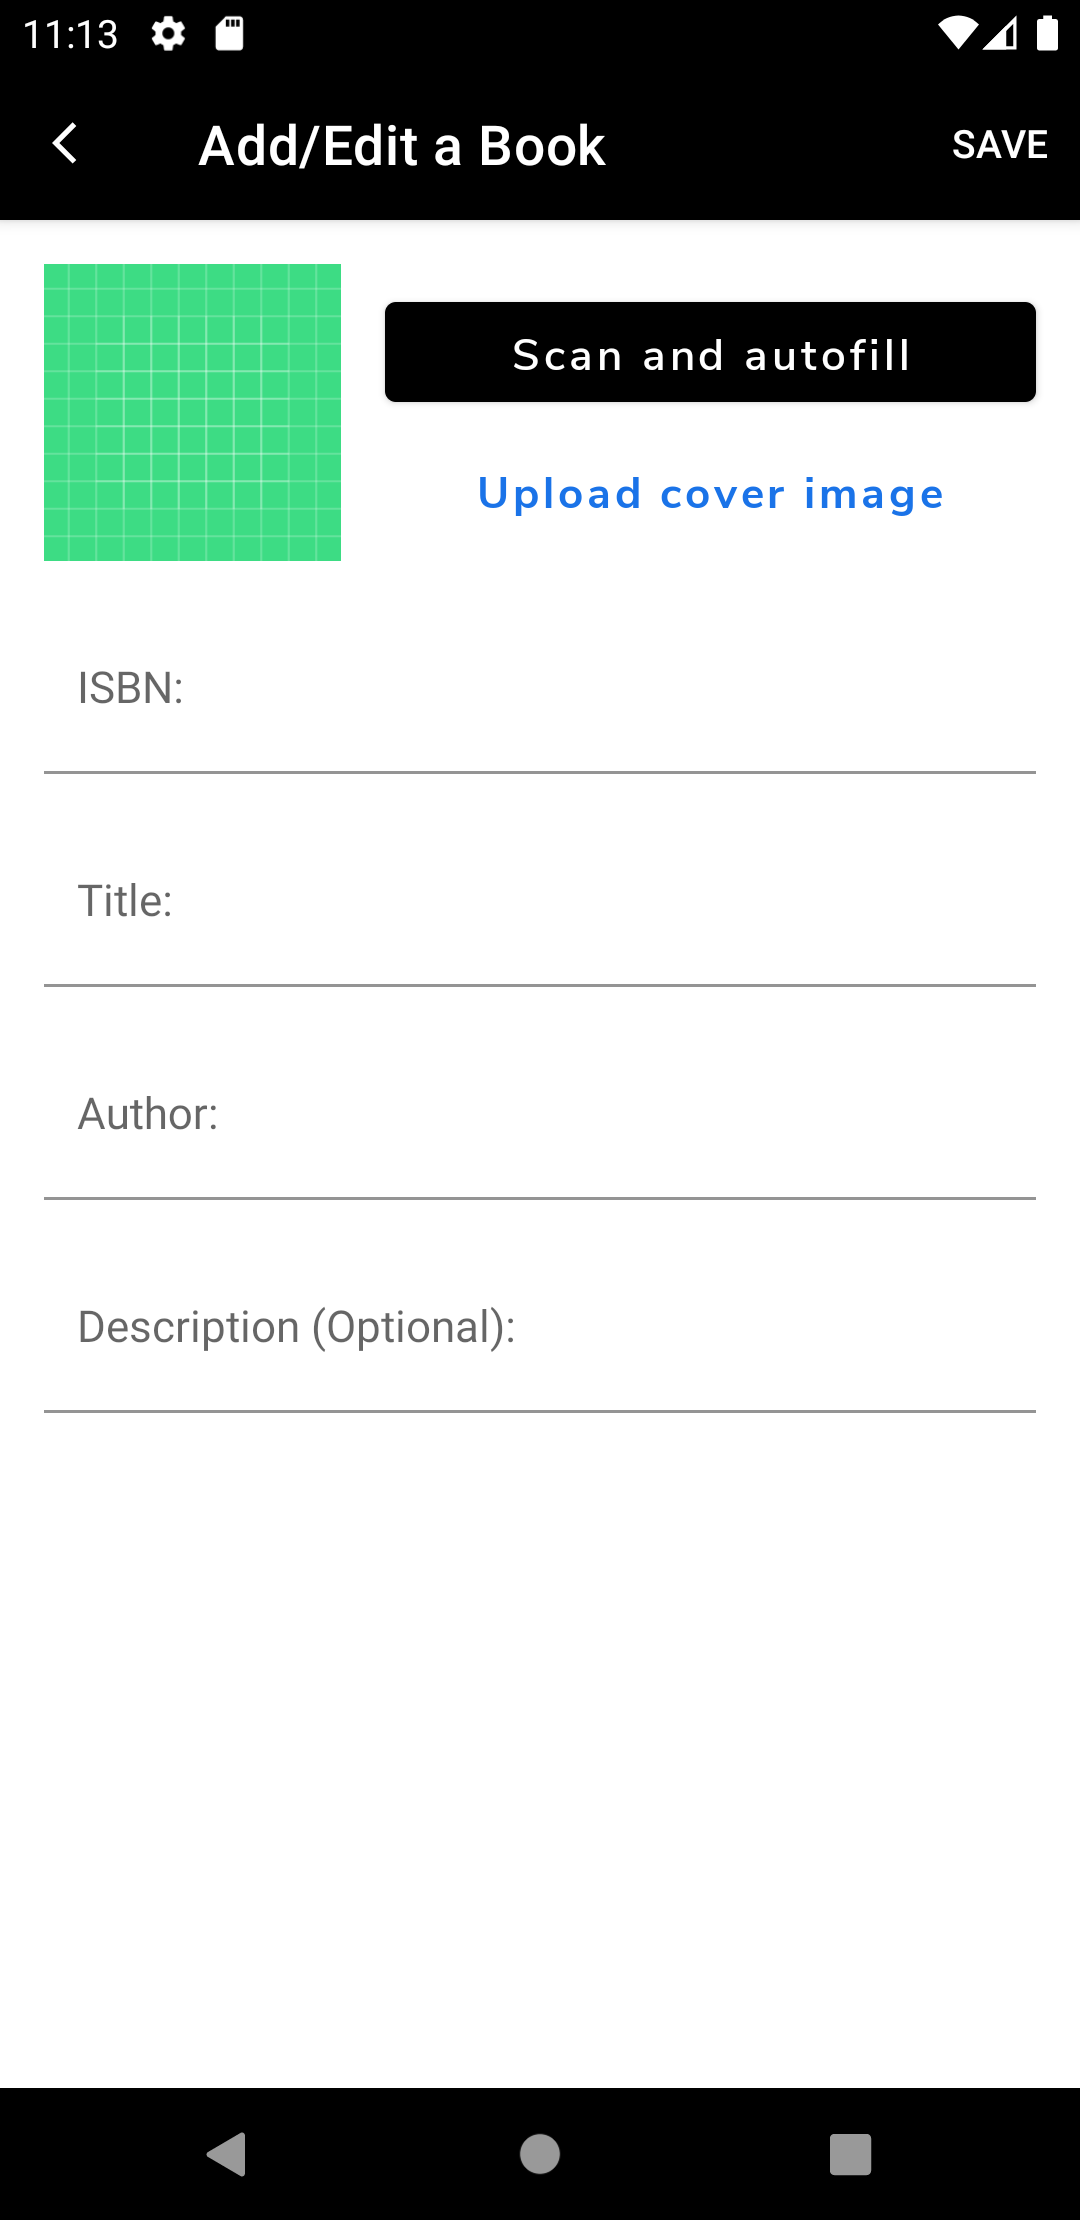 11:13
Add/Edit a Book
SAVE
Scan and autofill
Upload cover image
ISBN:
Title:
Author:
Description (Optional):